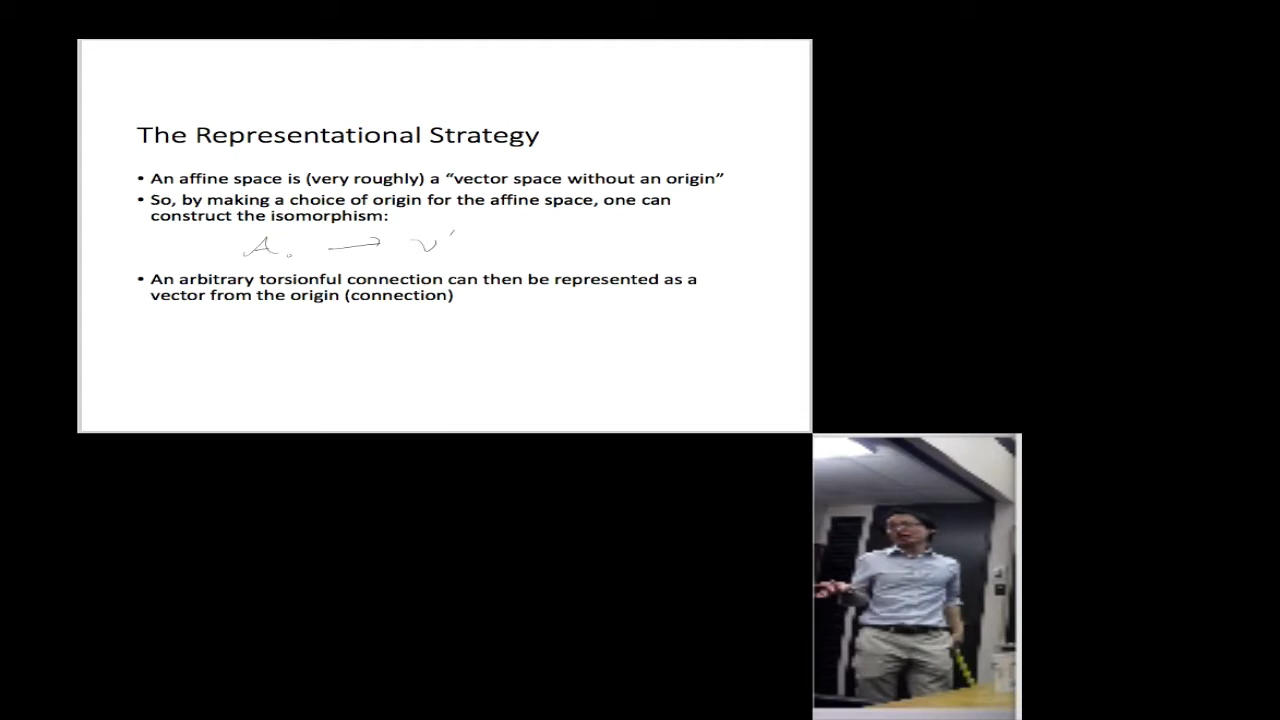 The Representational Strategy
• An affine space is (very roughly) a “vector space without an origin”
• So, by making a choice of origin for the affine space, one can
construct the isomorphism:
A₀ → V'
• An arbitrary torsionful connection can then be represented as a
vector from the origin (connection)